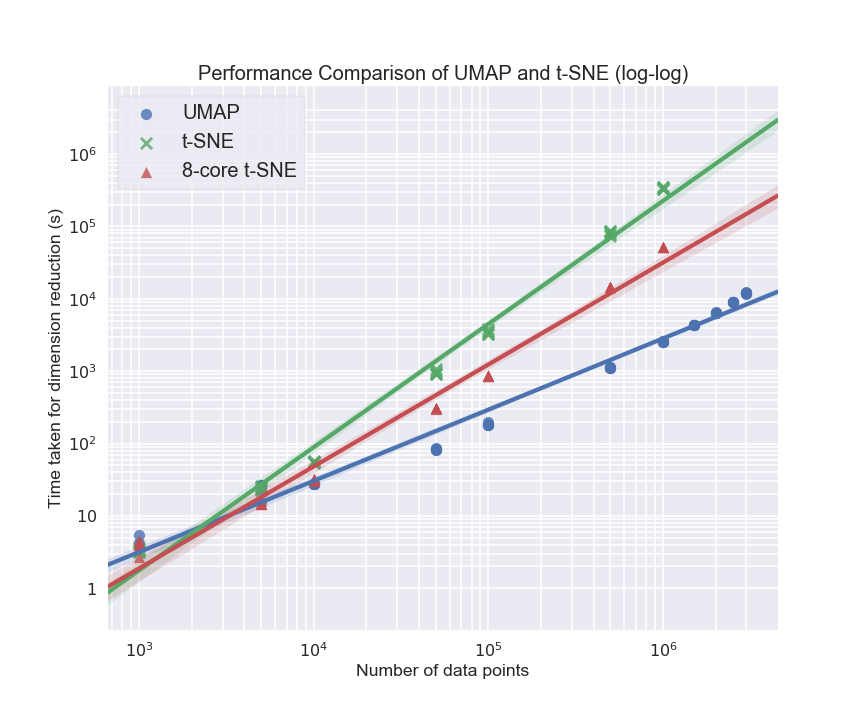 Performance Comparison of UMAP and t-SNE (log-log)
UMAP
t-SNE
8-core t-SNE
Time taken for dimension reduction (s)
10⁶
10⁵
10⁴
10³
10²
10
1
10³ 10⁴ 10⁵ 10⁶
Number of data points